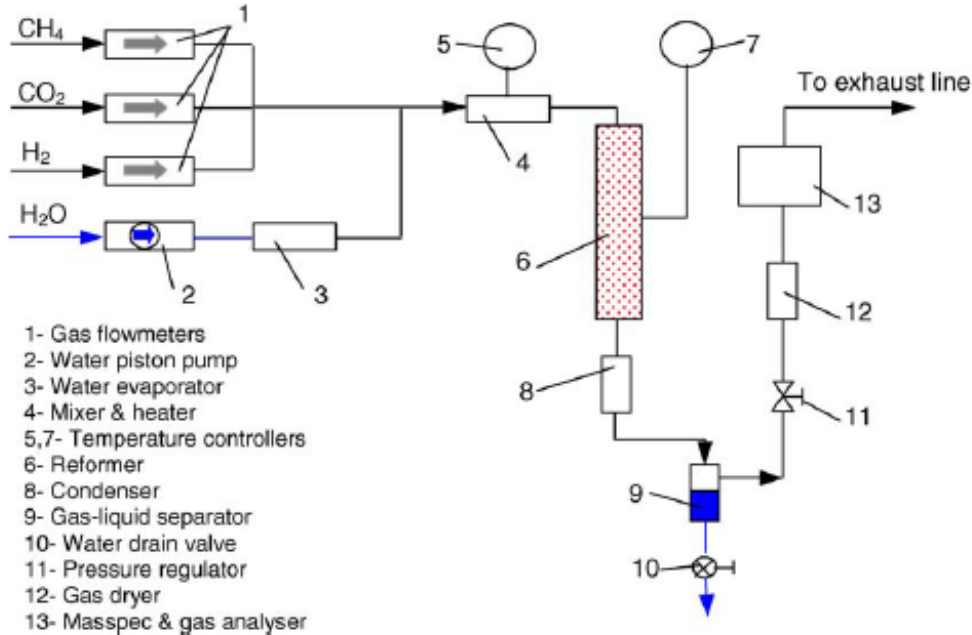 CH₄
1
5
7
CO₂
To exhaust line
H₂
4
13
H₂O
6
2
3
12
1- Gas flowmeters
2- Water piston pump
3- Water evaporator
4- Mixer & heater
5,7- Temperature controllers
6- Reformer
8- Condenser
9- Gas-liquid separator
10- Water drain valve
11- Pressure regulator
12- Gas dryer
13- Masspec & gas analyser
8
11
9
10